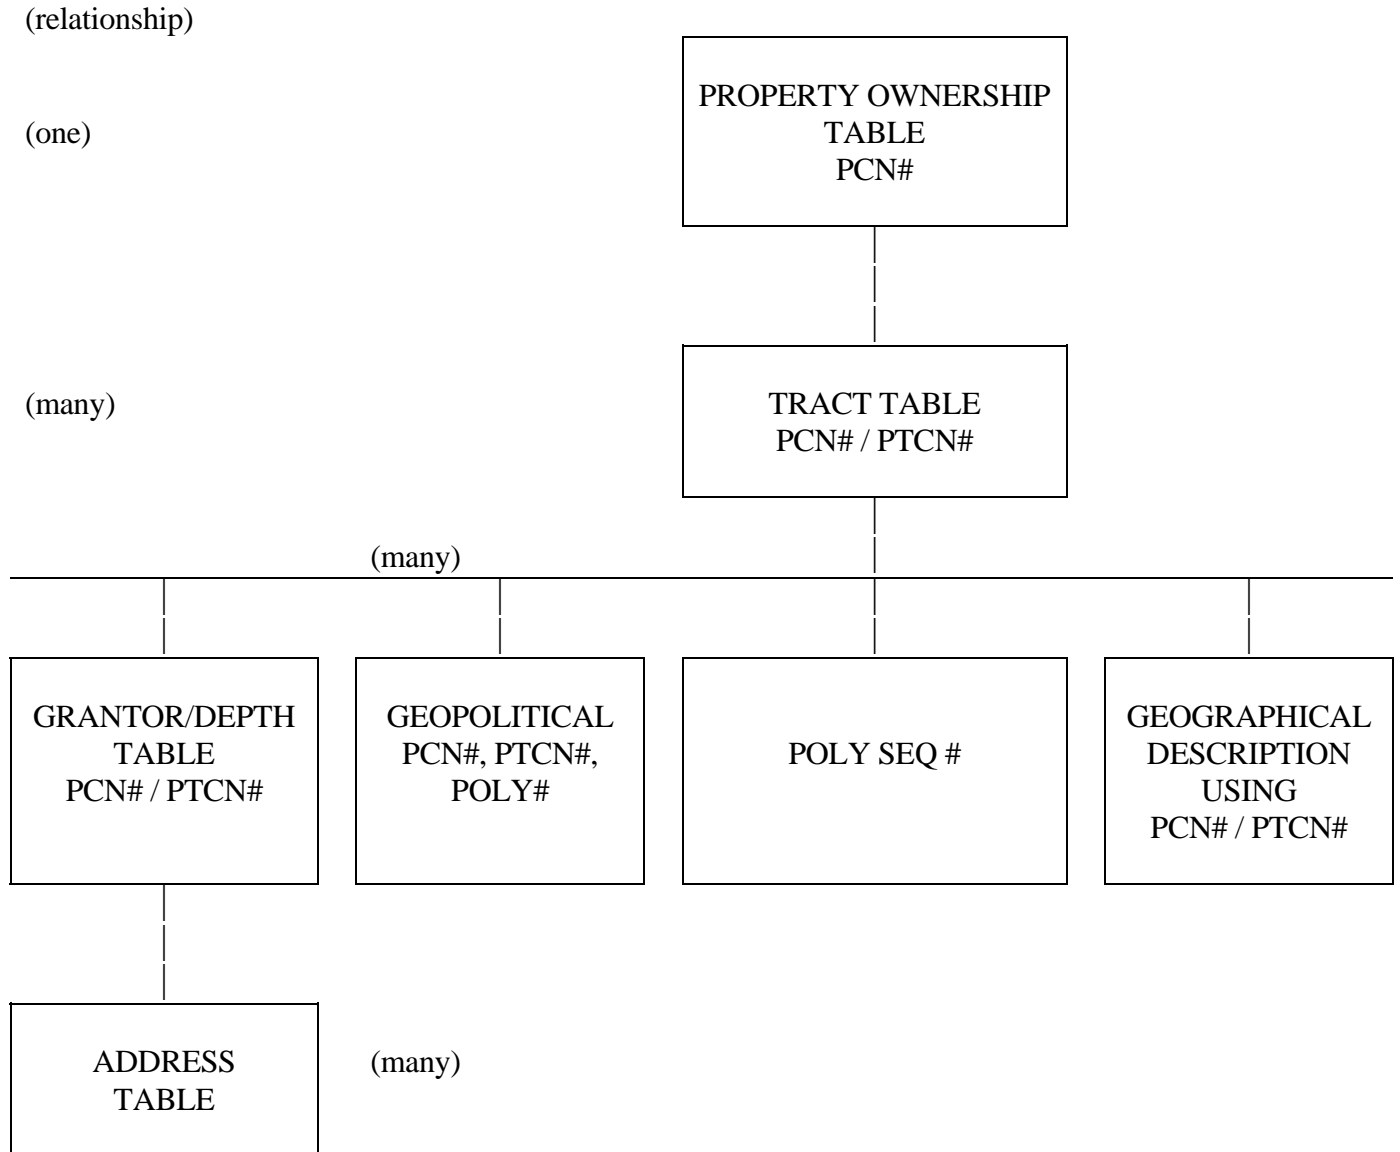 (relationship)
PROPERTY OWNERSHIP
TABLE
PCN#
(one)
TRACT TABLE
PCN# / PTCN#
(many)
(many)
GRANTOR/DEPTH
TABLE
PCN# / PTCN#
GEOPOLITICAL
PCN#, PTCN#,
POLY#
POLY SEQ #
GEOGRAPHICAL
DESCRIPTION
USING
PCN# / PTCN#
ADDRESS
TABLE
(many)